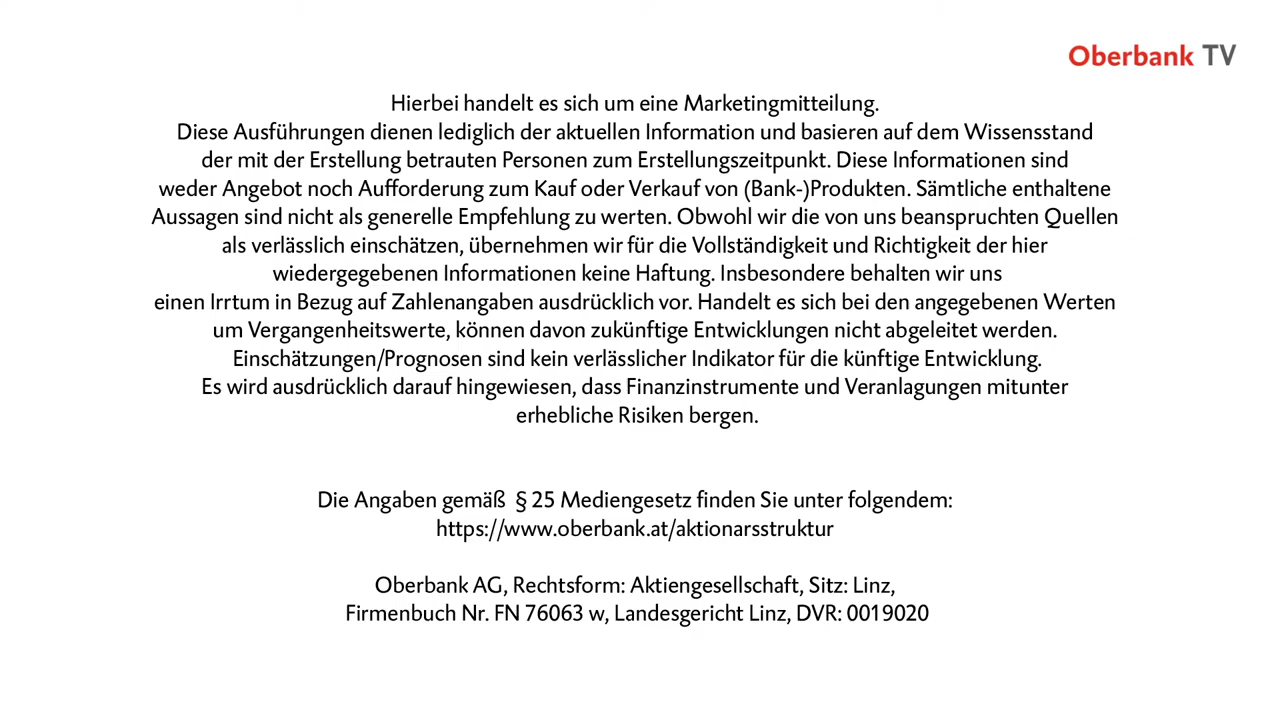 Oberbank TV
Hierbei handelt es sich um eine Marketingmitteilung.
Diese Ausführungen dienen lediglich der aktuellen Information und basieren auf dem Wissensstand
der mit der Erstellung betrauten Personen zum Erstellungszeitpunkt. Diese Informationen sind
weder Angebot noch Aufforderung zum Kauf oder Verkauf von (Bank-)Produkten. Sämtliche enthaltene
Aussagen sind nicht als generelle Empfehlung zu werten. Obwohl wir die von uns beanspruchten Quellen
als verlässlich einschätzen, übernehmen wir für die Vollständigkeit und Richtigkeit der hier
wiedergegebenen Informationen keine Haftung. Insbesondere behalten wir uns
einen Irrtum in Bezug auf Zahlenangaben ausdrücklich vor. Handelt es sich bei den angegebenen Werten
um Vergangenheitswerte, können davon zukünftige Entwicklungen nicht abgeleitet werden.
Einschätzungen/Prognosen sind kein verlässlicher Indikator für die künftige Entwicklung.
Es wird ausdrücklich darauf hingewiesen, dass Finanzinstrumente und Veranlagungen mitunter
erhebliche Risiken bergen.
Die Angaben gemäß § 25 Mediengesetz finden Sie unter folgendem:
https://www.oberbank.at/aktionarsstruktur
Oberbank AG, Rechtsform: Aktiengesellschaft, Sitz: Linz,
Firmenbuch Nr. FN 76063 w, Landesgericht Linz, DVR: 0019020